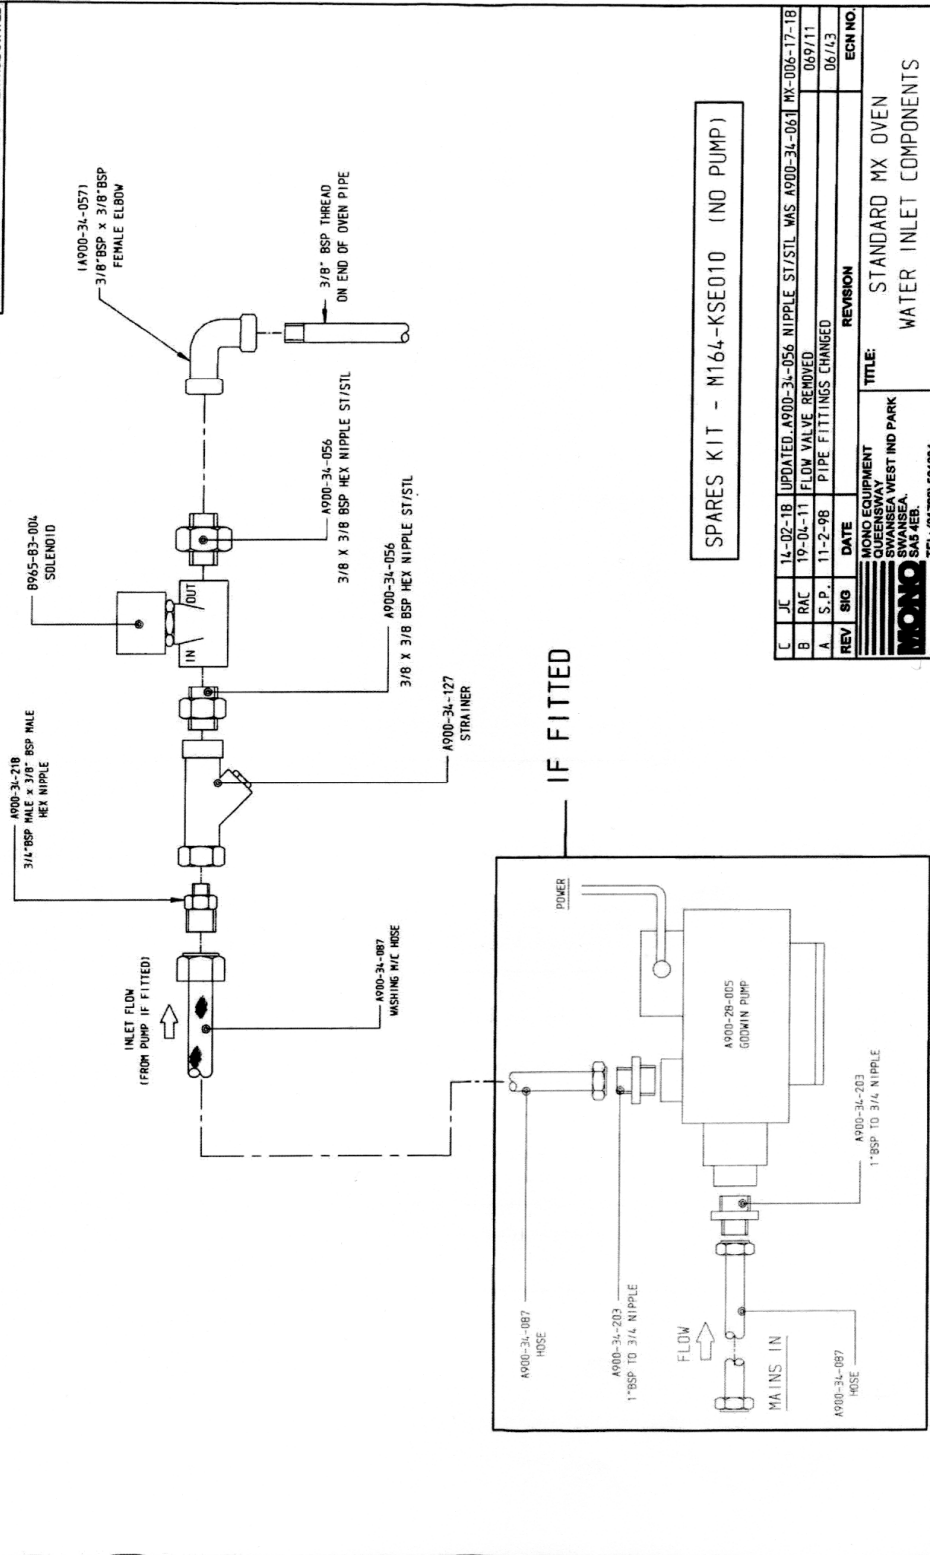 (A900-34-057)
3/8"BSP x 3/8"BSP
FEMALE ELBOW
3/8" BSP THREAD
ON END OF OVEN PIPE
B965-83-004
SOLENOID
IN
OUT
A900-34-056
3/8 X 3/8 BSP HEX NIPPLE ST/STL
A900-34-056
3/8 X 3/8 BSP HEX NIPPLE ST/STL
A900-34-127
STRAINER
A900-34-218
3/4"BSP MALE x 3/8" BSP MALE
HEX NIPPLE
INLET FLOW
(FROM PUMP IF FITTED)
A900-34-087
WASHING M/C HOSE
IF FITTED
POWER
A900-28-005
GODWIN PUMP
A900-34-087
HOSE
A900-34-203
1"BSP TO 3/4 NIPPLE
A900-34-203
1"BSP TO 3/4 NIPPLE
FLOW
MAINS IN
A900-34-087
HOSE
SPARES KIT - M164-KSE010 (NO PUMP)
C JC 14-02-18 UPDATED.A900-34-056 NIPPLE ST/STL WAS A900-34-061 MX-006-17-18
B RAC 19-04-11 FLOW VALVE REMOVED 069/11
A S.P. 11-2-98 PIPE FITTINGS CHANGED 06/43
REV SIG DATE REVISION ECN NO.
MONO
MONO EQUIPMENT
QUEENSWAY
SWANSEA WEST IND PARK
SWANSEA.
SA5 4EB.
TITLE:
STANDARD MX OVEN
WATER INLET COMPONENTS